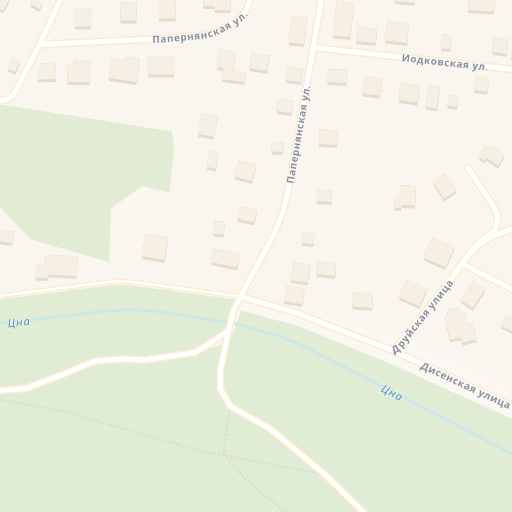 Папернянская ул.
Иодковская ул.
Папернянская ул.
Цна
Друйская улица
Дисенская улица
Цна